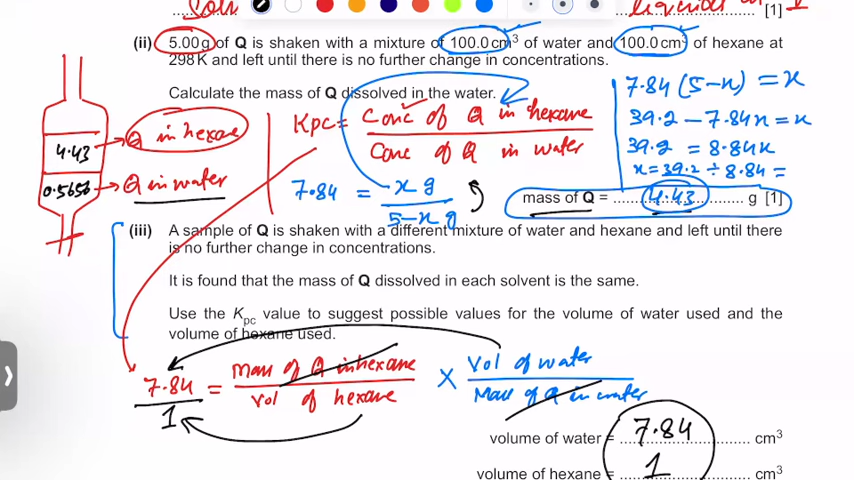 Solv
liquids
[1]
(ii) 5.00g of Q is shaken with a mixture of 100.0cm³ of water and 100.0cm³ of hexane at
298K and left until there is no further change in concentrations.
Calculate the mass of Q dissolved in the water.
4.43
Q in hexane
0.5656
Q in water
Kpc = Conc of Q in hexane
Conc of Q in water
7.84 = x g
5-x g
7.84 (5-x) = x
39.2 - 7.84x = x
39.2 = 8.84x
x = 39.2 ÷ 8.84 =
mass of Q = ........4.43........ g [1]
(iii) A sample of Q is shaken with a different mixture of water and hexane and left until there
is no further change in concentrations.
It is found that the mass of Q dissolved in each solvent is the same.
Use the Kpc value to suggest possible values for the volume of water used and the
volume of hexane used.
7.84 = Mass of Q in hexane × Vol of water
1 Vol of hexane Mass of Q in water
volume of water = ....7.84.... cm³
volume of hexane = ....1.... cm³